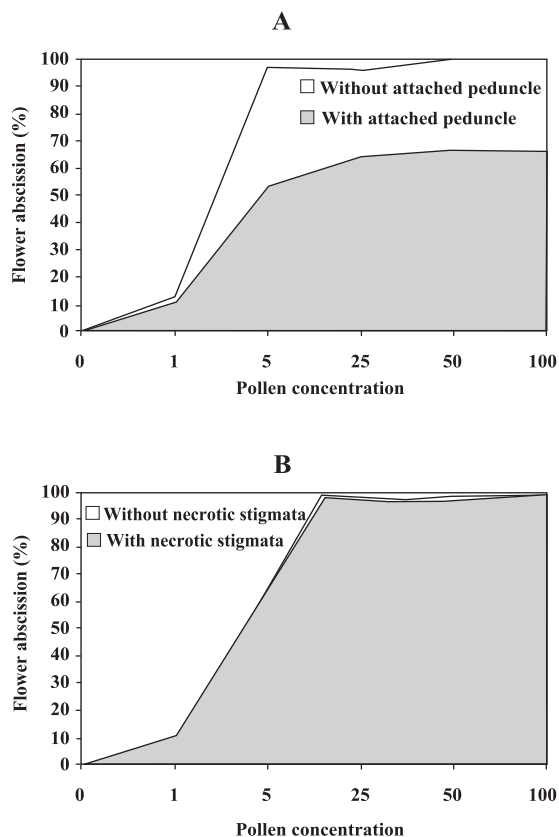 A
Flower abscission (%)
100
90
80
70
60
50
40
30
20
10
0
Without attached peduncle
With attached peduncle
0 1 5 25 50 100
Pollen concentration
B
Flower abscission (%)
100
90
80
70
60
50
40
30
20
10
0
Without necrotic stigmata
With necrotic stigmata
0 1 5 25 50 100
Pollen concentration